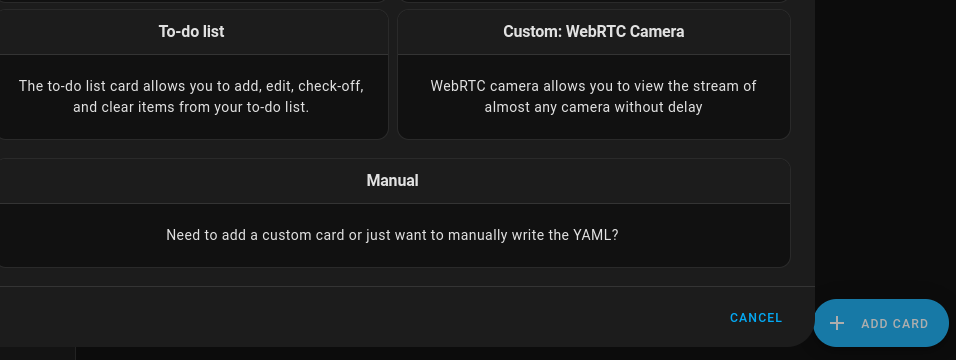 To-do list
The to-do list card allows you to add, edit, check-off,
and clear items from your to-do list.
Custom: WebRTC Camera
WebRTC camera allows you to view the stream of
almost any camera without delay
Manual
Need to add a custom card or just want to manually write the YAML?
CANCEL
ADD CARD